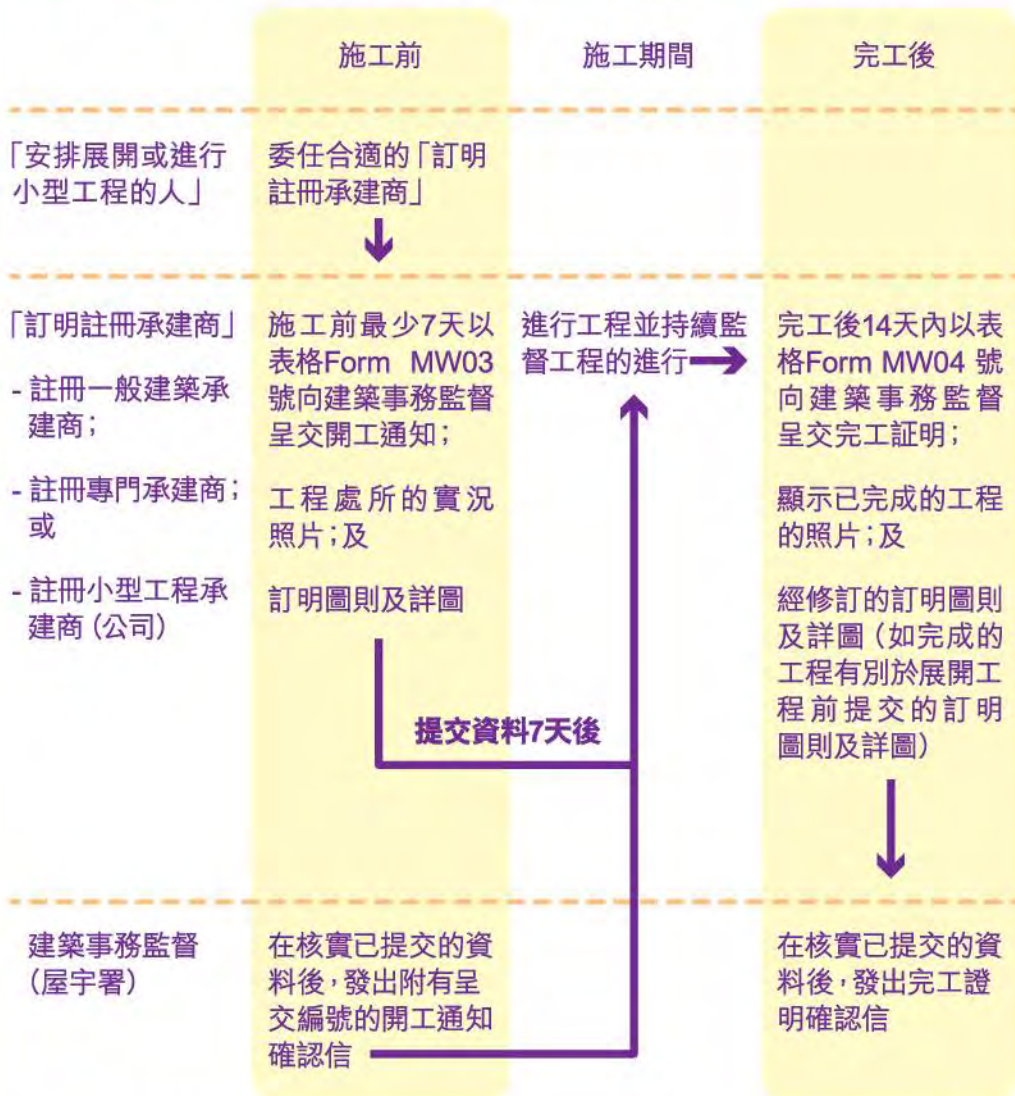 施工前
施工期間
完工後
「安排展開或進行
小型工程的人」
委任合適的「訂明
註冊承建商」
「訂明註冊承建商」
- 註冊一般建築承
建商；
- 註冊專門承建商；
或
- 註冊小型工程承
建商（公司）
施工前最少7天以
表格Form MW03
號向建築事務監督
呈交開工通知；
工程處所的實況
照片；及
訂明圖則及詳圖
進行工程並持續監
督工程的進行
完工後14天內以表
格Form MW04 號
向建築事務監督
呈交完工証明；
顯示已完成的工程
的照片；及
經修訂的訂明圖則
及詳圖（如完成的
工程有別於展開工
程前提交的訂明
圖則及詳圖）
提交資料7天後
建築事務監督
（屋宇署）
在核實已提交的資
料後，發出附有呈
交編號的開工通知
確認信
在核實已提交的資
料後，發出完工證
明確認信